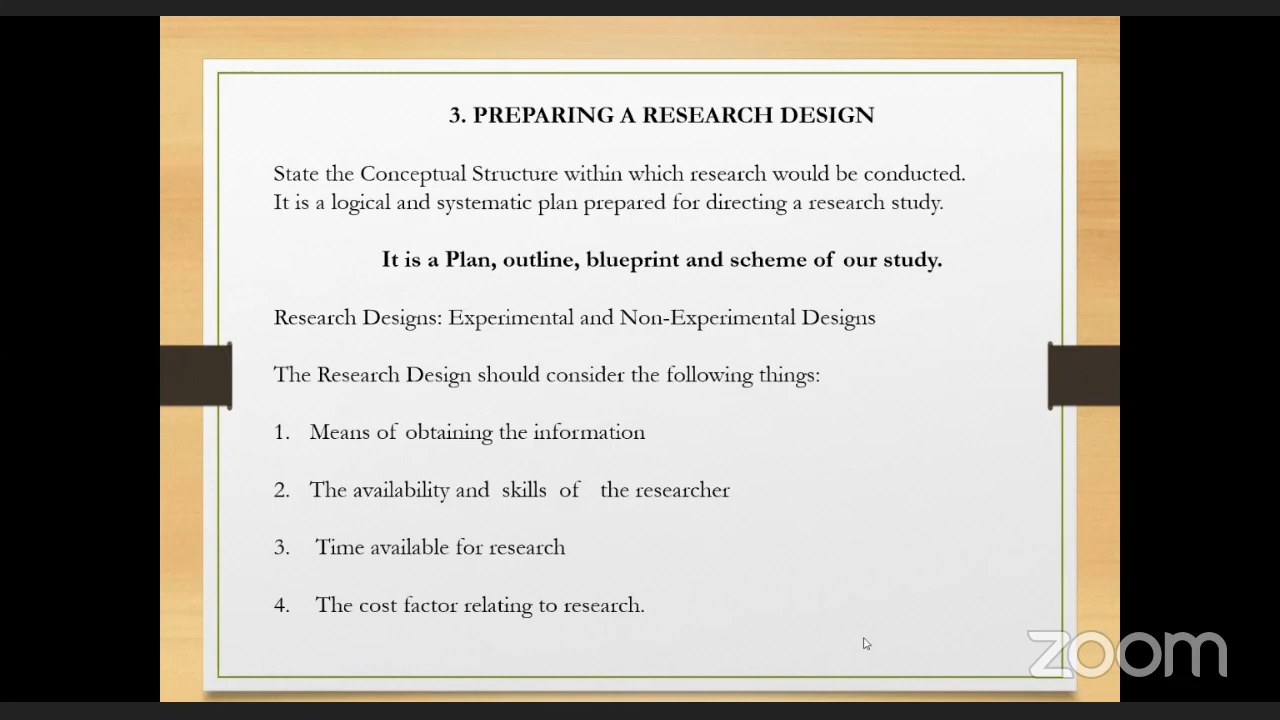 3. PREPARING A RESEARCH DESIGN
State the Conceptual Structure within which research would be conducted.
It is a logical and systematic plan prepared for directing a research study.
It is a Plan, outline, blueprint and scheme of our study.
Research Designs: Experimental and Non-Experimental Designs
The Research Design should consider the following things:
1. Means of obtaining the information
2. The availability and skills of the researcher
3. Time available for research
4. The cost factor relating to research.
zoom